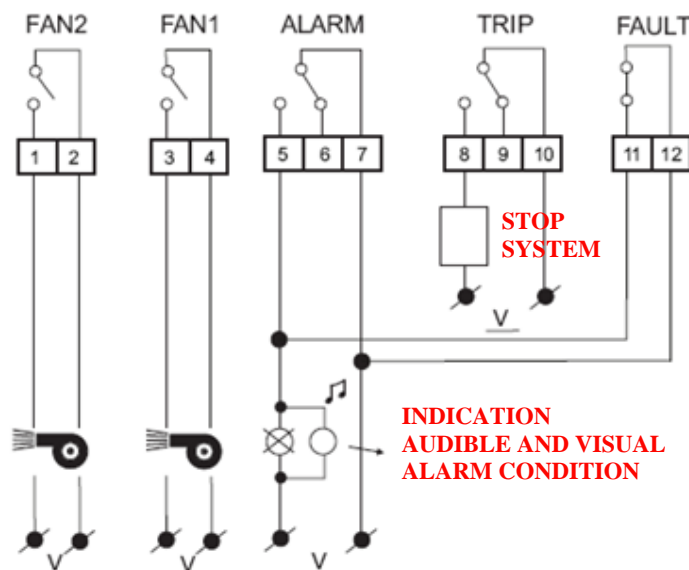 FAN2 FAN1 ALARM TRIP FAULT
1 2 3 4 5 6 7 8 9 10 11 12
STOP
SYSTEM
V
INDICATION
AUDIBLE AND VISUAL
ALARM CONDITION
V V V